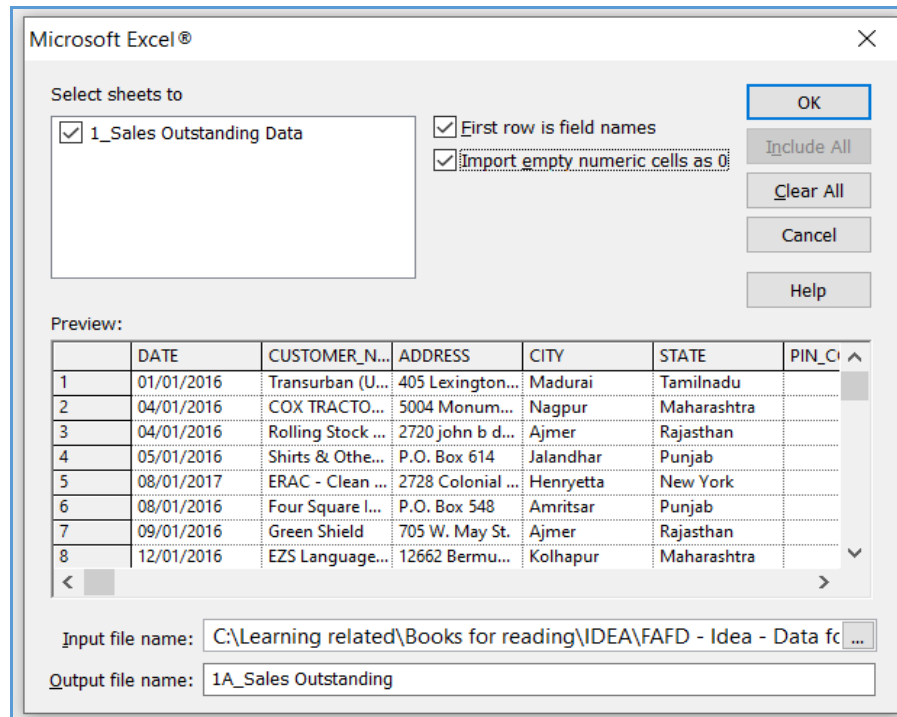 Microsoft Excel®
Select sheets to
1_Sales Outstanding Data
First row is field names
Import empty numeric cells as 0
OK
Include All
Clear All
Cancel
Help
Preview:
DATE CUSTOMER_N... ADDRESS CITY STATE PIN_C
1 01/01/2016 Transurban (U... 405 Lexington... Madurai Tamilnadu
2 04/01/2016 COX TRACTO... 5004 Monum... Nagpur Maharashtra
3 04/01/2016 Rolling Stock ... 2720 john b d... Ajmer Rajasthan
4 05/01/2016 Shirts & Othe... P.O. Box 614 Jalandhar Punjab
5 08/01/2017 ERAC - Clean ... 2728 Colonial ... Henryetta New York
6 08/01/2016 Four Square I... P.O. Box 548 Amritsar Punjab
7 09/01/2016 Green Shield 705 W. May St. Ajmer Rajasthan
8 12/01/2016 EZS Language... 12662 Bermu... Kolhapur Maharashtra
Input file name: C:\Learning related\Books for reading\IDEA\FAFD - Idea - Data fo ...
Output file name: 1A_Sales Outstanding